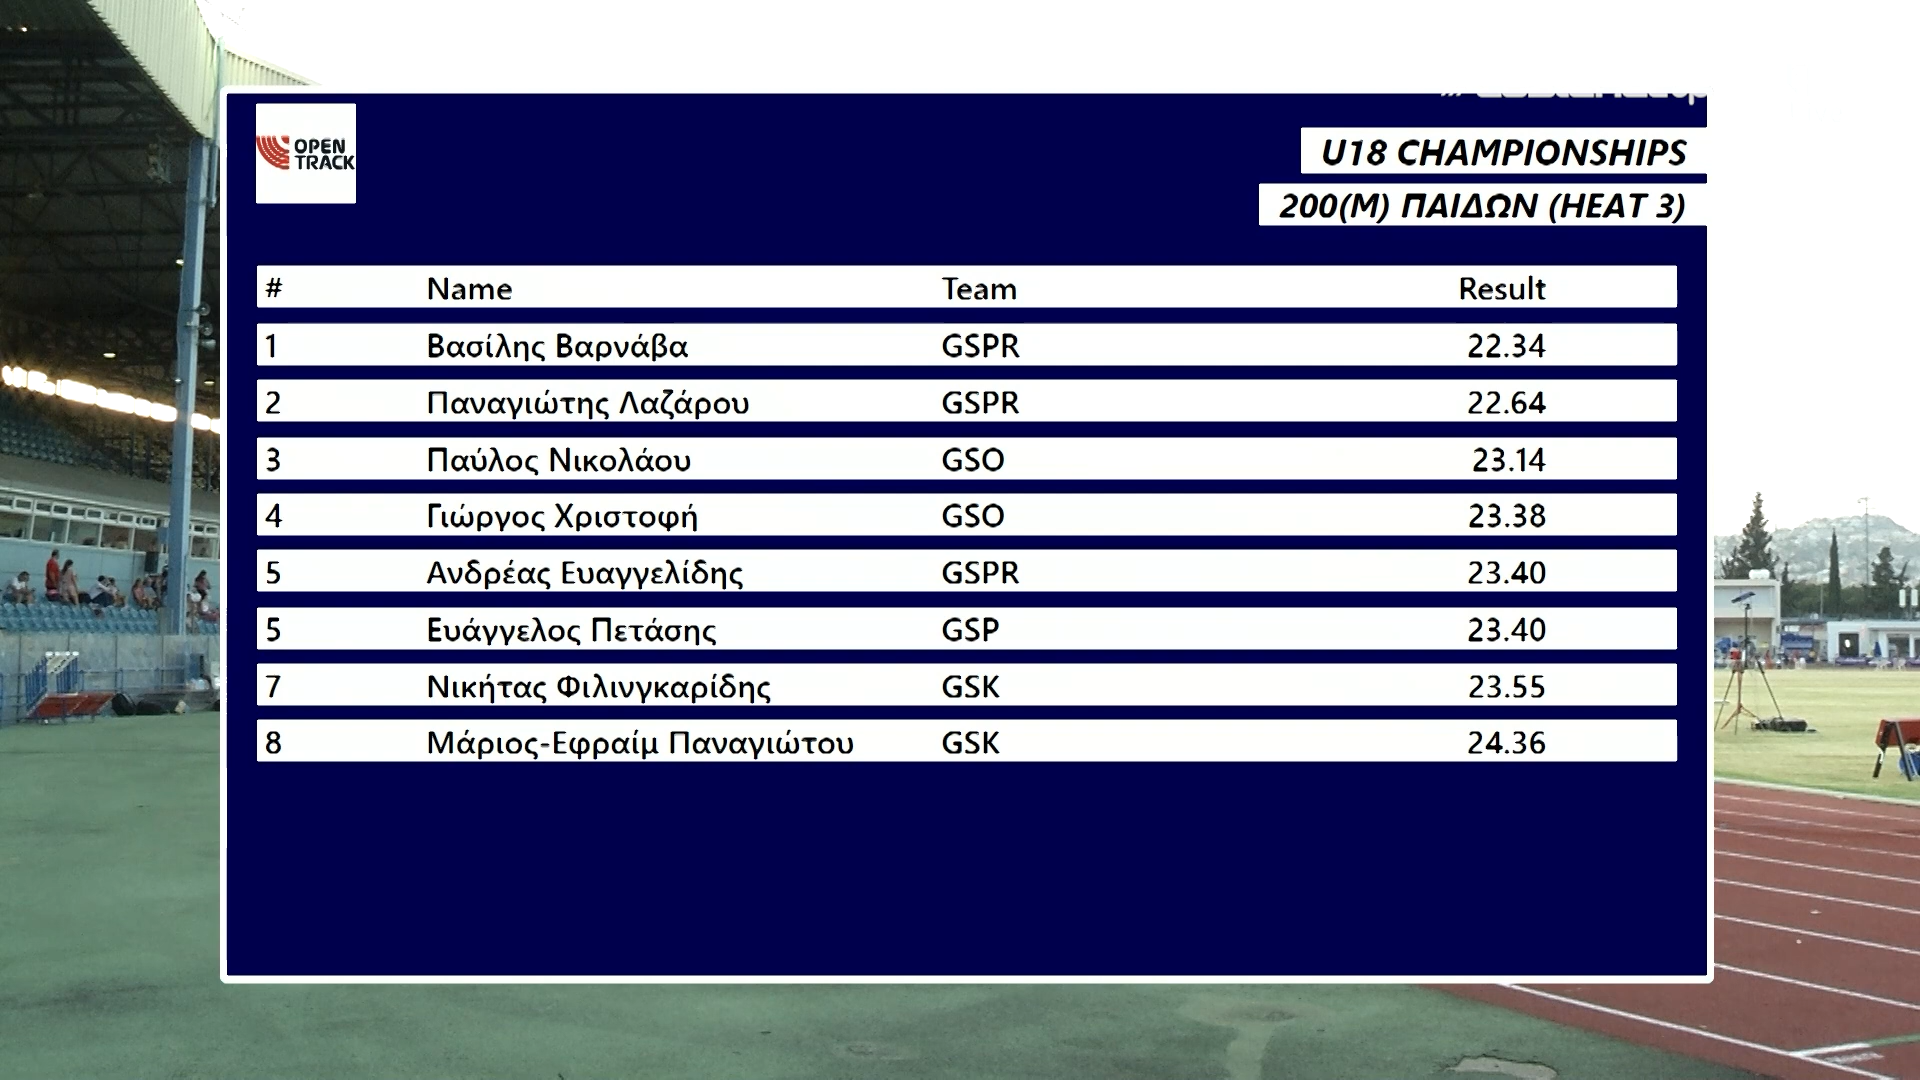 OPEN
TRACK
U18 CHAMPIONSHIPS
200(M) ΠΑΙΔΩΝ (HEAT 3)
# Name Team Result
1 Βασίλης Βαρνάβα GSPR 22.34
2 Παναγιώτης Λαζάρου GSPR 22.64
3 Παύλος Νικολάου GSO 23.14
4 Γιώργος Χριστοφή GSO 23.38
5 Ανδρέας Ευαγγελίδης GSPR 23.40
5 Ευάγγελος Πετάσης GSP 23.40
7 Νικήτας Φιλινγκαρίδης GSK 23.55
8 Μάριος-Εφραίμ Παναγιώτου GSK 24.36